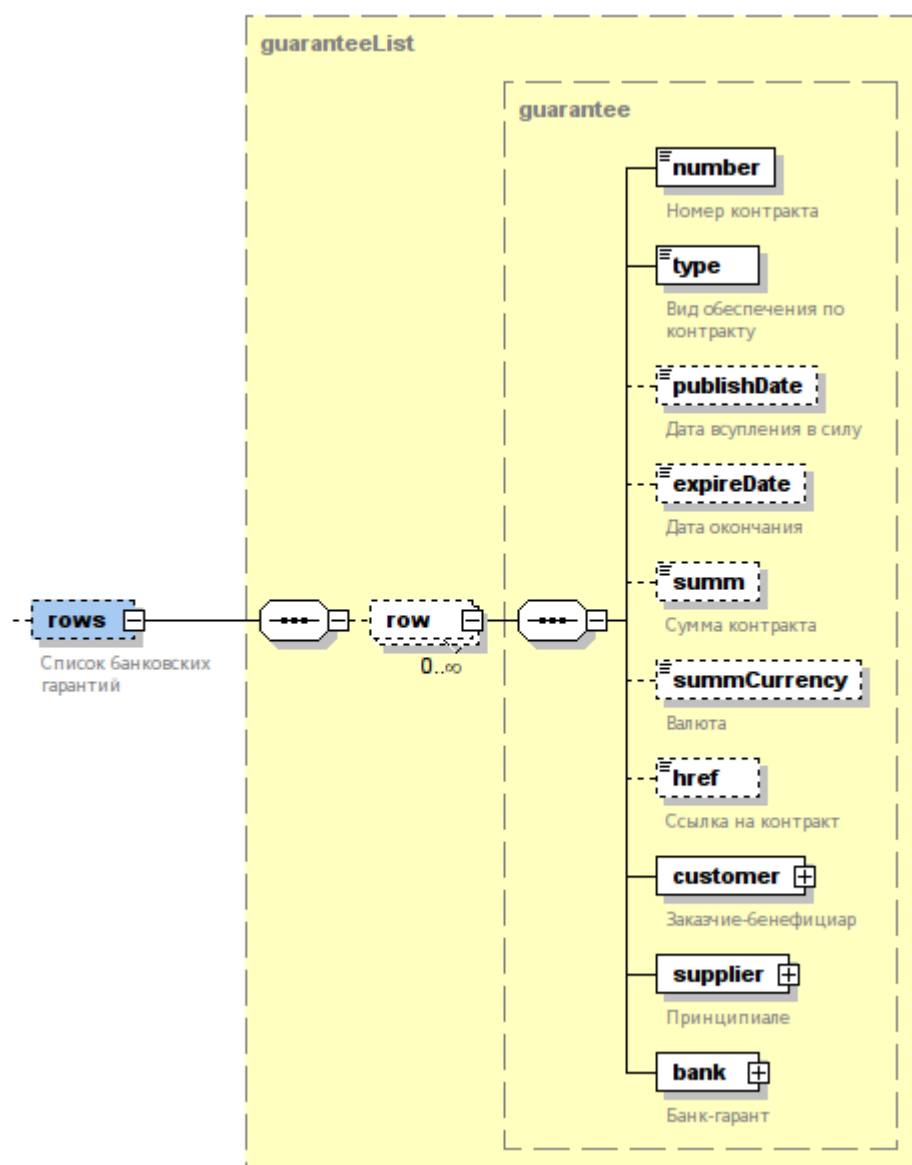 guaranteeList
guarantee
number
Номер контракта
type
Вид обеспечения по
контракту
publishDate
Дата всупления в силу
expireDate
Дата окончания
summ
Сумма контракта
rows
Список банковских
гарантий
row
0..∞
summCurrency
Валюта
href
Ссылка на контракт
customer
Заказчие-бенефициар
supplier
Принципиале
bank
Банк-гарант